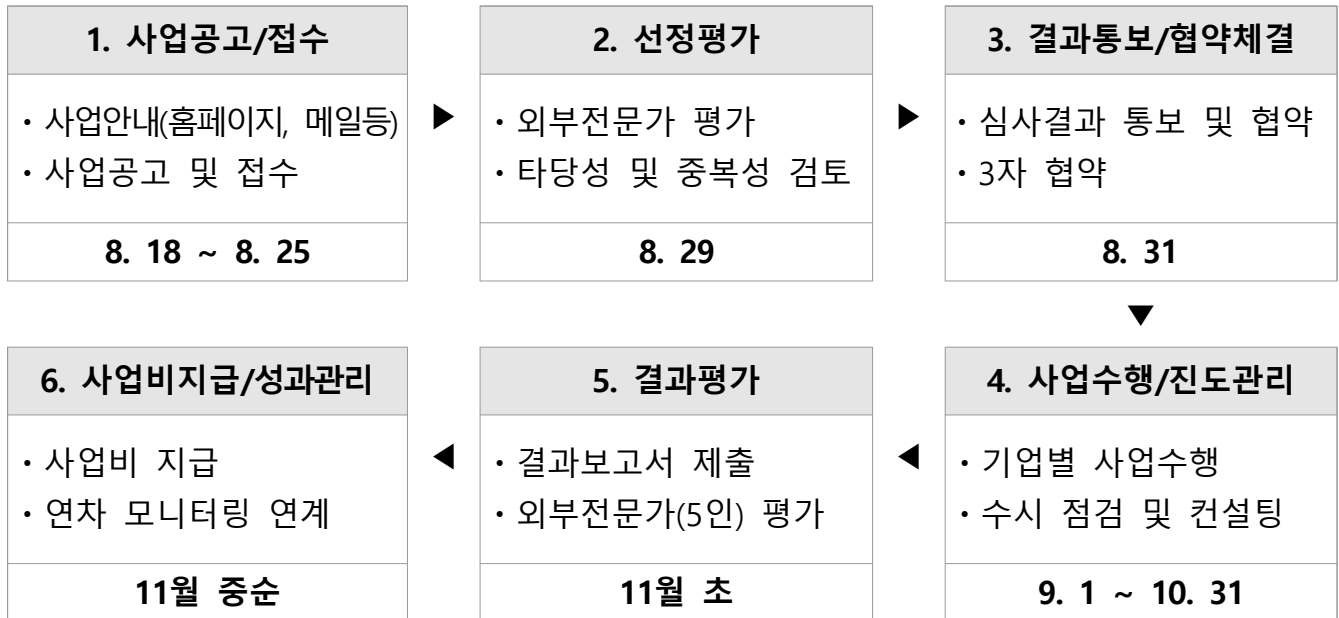 1. 사업공고/접수
・사업안내(홈페이지, 메일등)
・사업공고 및 접수
8. 18 ~ 8. 25
▶
2. 선정평가
・외부전문가 평가
・타당성 및 중복성 검토
8. 29
▶
3. 결과통보/협약체결
・심사결과 통보 및 협약
・3자 협약
8. 31
▼
4. 사업수행/진도관리
・기업별 사업수행
・수시 점검 및 컨설팅
9. 1 ~ 10. 31
◀
5. 결과평가
・결과보고서 제출
・외부전문가(5인) 평가
11월 초
◀
6. 사업비지급/성과관리
・사업비 지급
・연차 모니터링 연계
11월 중순